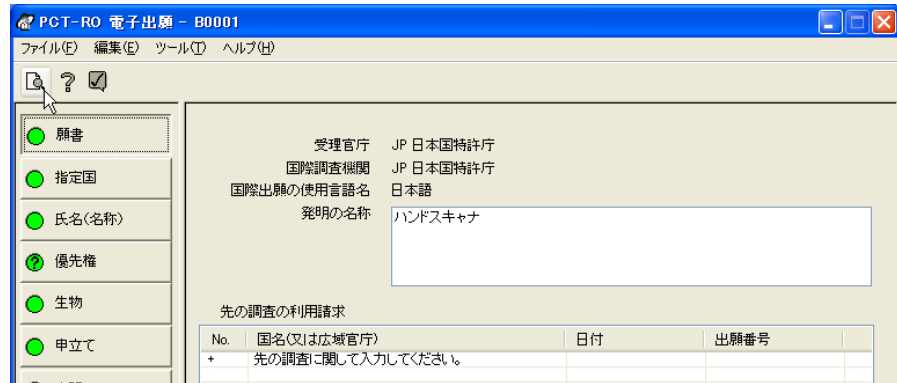 PCT-RO 電子出願 - B0001
ファイル(F) 編集(E) ツール(T) ヘルプ(H)
願書
指定国
氏名(名称)
優先権
生物
申立て
受理官庁 JP 日本国特許庁
国際調査機関 JP 日本国特許庁
国際出願の使用言語名 日本語
発明の名称 ハンドスキャナ
先の調査の利用請求
No. 国名(又は広域官庁) 日付 出願番号
+ 先の調査に関して入力してください。